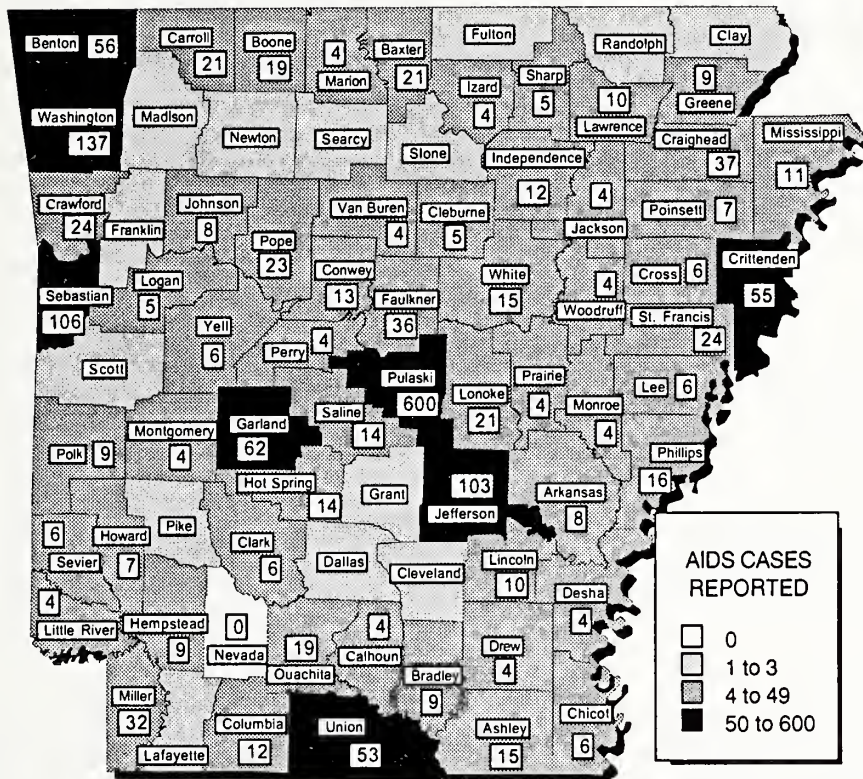 Benton 56
Carroll
21
Boone
19
4
Marion
Baxter
21
Fulton
Randolph
Clay
Izard
4
Sharp
5
10
Lawrence
9
Greene
Washington
137
Madison
Newton
Searcy
Stone
Independence
12
Craighead
37
Mississippi
11
Crawford
24
Franklin
Johnson
8
Pope
23
Van Buren
4
Cleburne
5
4
Jackson
Poinsett 7
Sebastian
106
Logan
5
Conwey
13
Faulkner
36
White
15
4
Woodruff
Cross 6
Crittenden
55
St. Francis
24
Scott
Yell
6
Perry 4
Pulaski
600
Lonoke
21
Prairie
4
Monroe
4
Lee 6
Polk 9
Montgomery
4
Garland
62
Saline
14
Phillips
16
Hot Spring
14
Grant
103
Jefferson
Arkansas
8
6
Sevier
Howard
7
Pike
Clark
6
Dallas
Cleveland
Lincoln
10
Desha
4
4
Little River
Hempstead
9
0
Nevada
19
Ouachita
4
Calhoun
Bradley
9
Drew
4
Chicot
6
Miller
32
Lafayette
Columbia
12
Union
53
Ashley
15
AIDS CASES
REPORTED
0
1 to 3
4 to 49
50 to 600